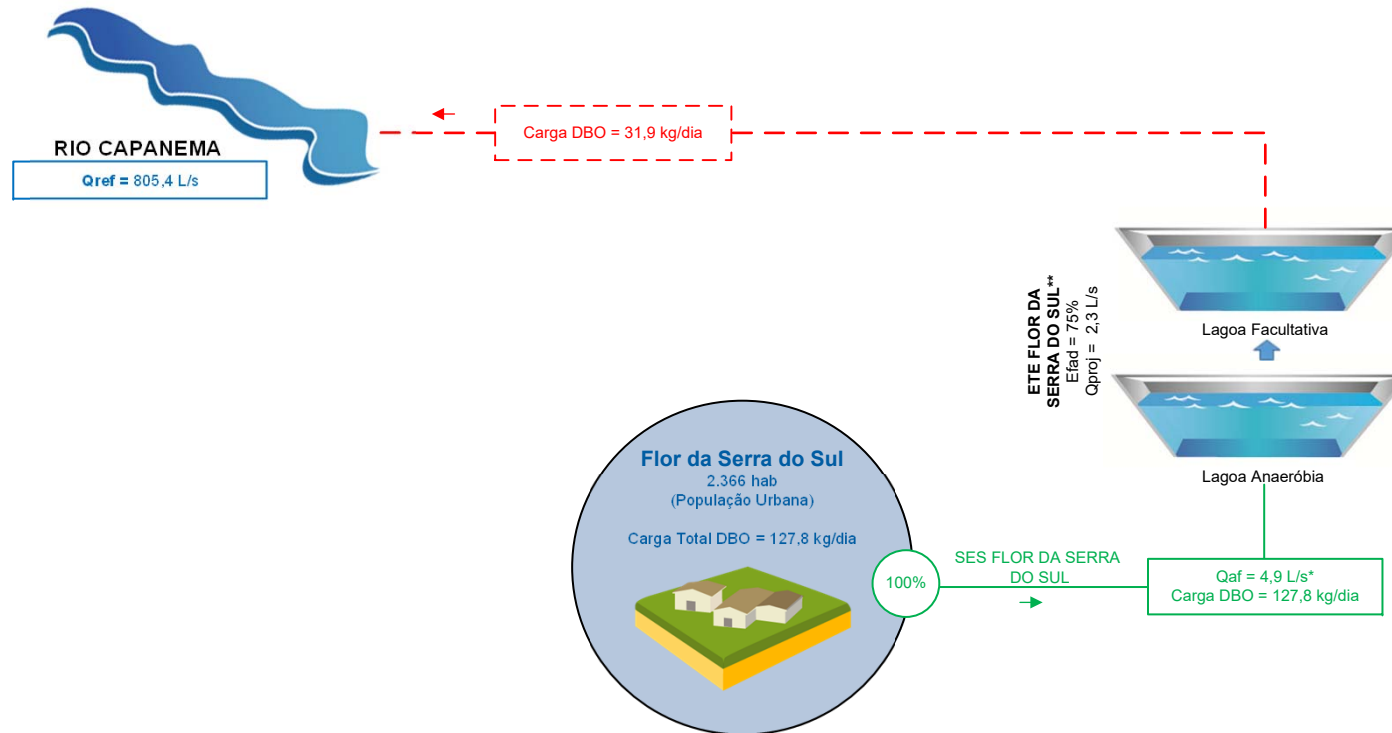 Carga DBO = 31,9 kg/dia
RIO CAPANEMA
Qref = 805,4 L/s
ETE FLOR DA
SERRA DO SUL**
Efad = 75%
Qproj = 2,3 L/s
Lagoa Facultativa
Lagoa Anaeróbia
Flor da Serra do Sul
2.366 hab
(População Urbana)
Carga Total DBO = 127,8 kg/dia
100%
SES FLOR DA SERRA
DO SUL
Qaf = 4,9 L/s*
Carga DBO = 127,8 kg/dia